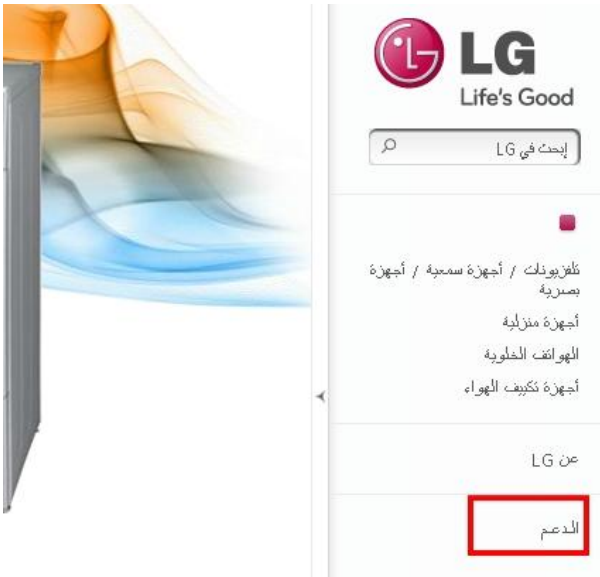 LG
Life's Good
إبحث في LG
تلفزيونات / أجهزة سمعية / أجهزة
بصرية
أجهزة منزلية
الهواتف الخلوية
أجهزة تكييف الهواء
عن LG
الدعم